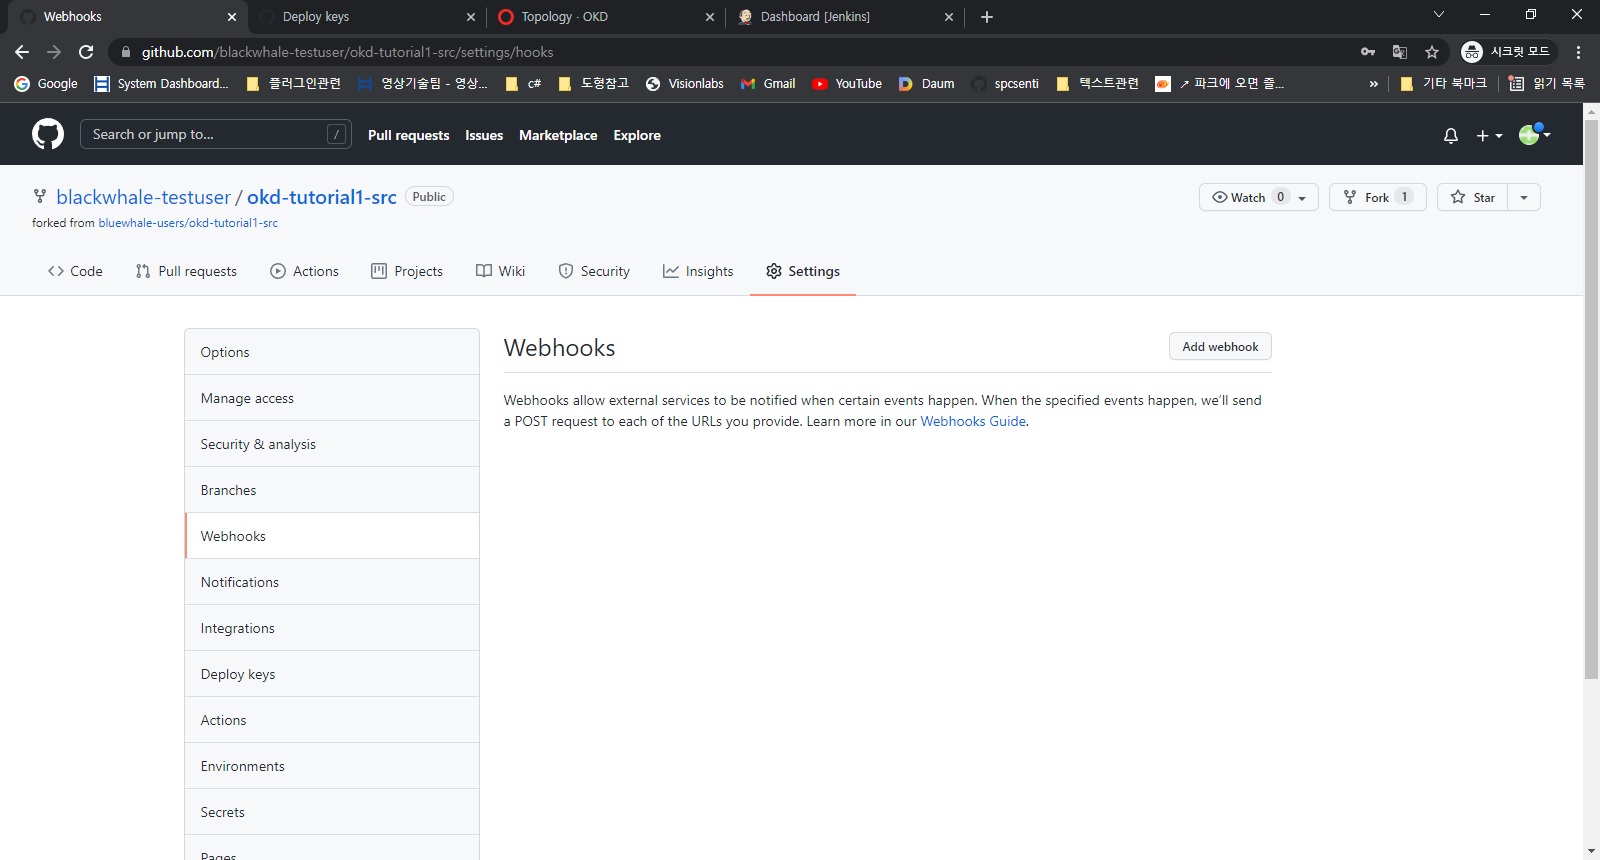 Webhooks
Deploy keys
Topology · OKD
Dashboard [Jenkins]
github.com/blackwhale-testuser/okd-tutorial1-src/settings/hooks
시크릿 모드
Google
System Dashboard...
플러그인관련
영상기술팀 - 영상...
c#
도형참고
Visionlabs
Gmail
YouTube
Daum
spcsenti
텍스트관련
↗ 파크에 오면 즐...
»
기타 북마크
읽기 목록
Search or jump to...
/
Pull requests
Issues
Marketplace
Explore
blackwhale-testuser / okd-tutorial1-src
Public
Watch 0
Fork 1
Star
forked from bluewhale-users/okd-tutorial1-src
Code
Pull requests
Actions
Projects
Wiki
Security
Insights
Settings
Options
Manage access
Security & analysis
Branches
Webhooks
Notifications
Integrations
Deploy keys
Actions
Environments
Secrets
Pages
Webhooks
Add webhook
Webhooks allow external services to be notified when certain events happen. When the specified events happen, we'll send
a POST request to each of the URLs you provide. Learn more in our Webhooks Guide.